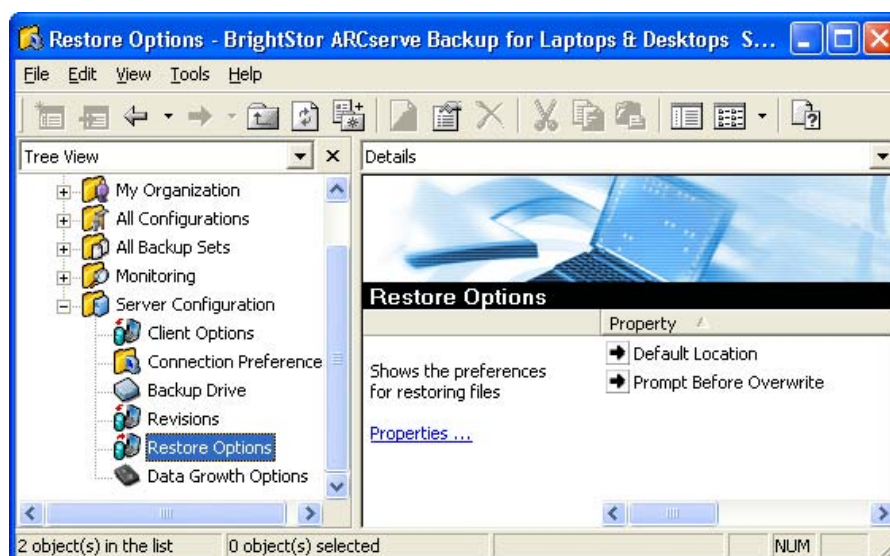 Restore Options - BrightStor ARCserve Backup for Laptops & Desktops S...
File Edit View Tools Help
Tree View
My Organization
All Configurations
All Backup Sets
Monitoring
Server Configuration
Client Options
Connection Preference
Backup Drive
Revisions
Restore Options
Data Growth Options
Details
Restore Options
Property
Shows the preferences
for restoring files
Properties ...
Default Location
Prompt Before Overwrite
2 object(s) in the list 0 object(s) selected NUM